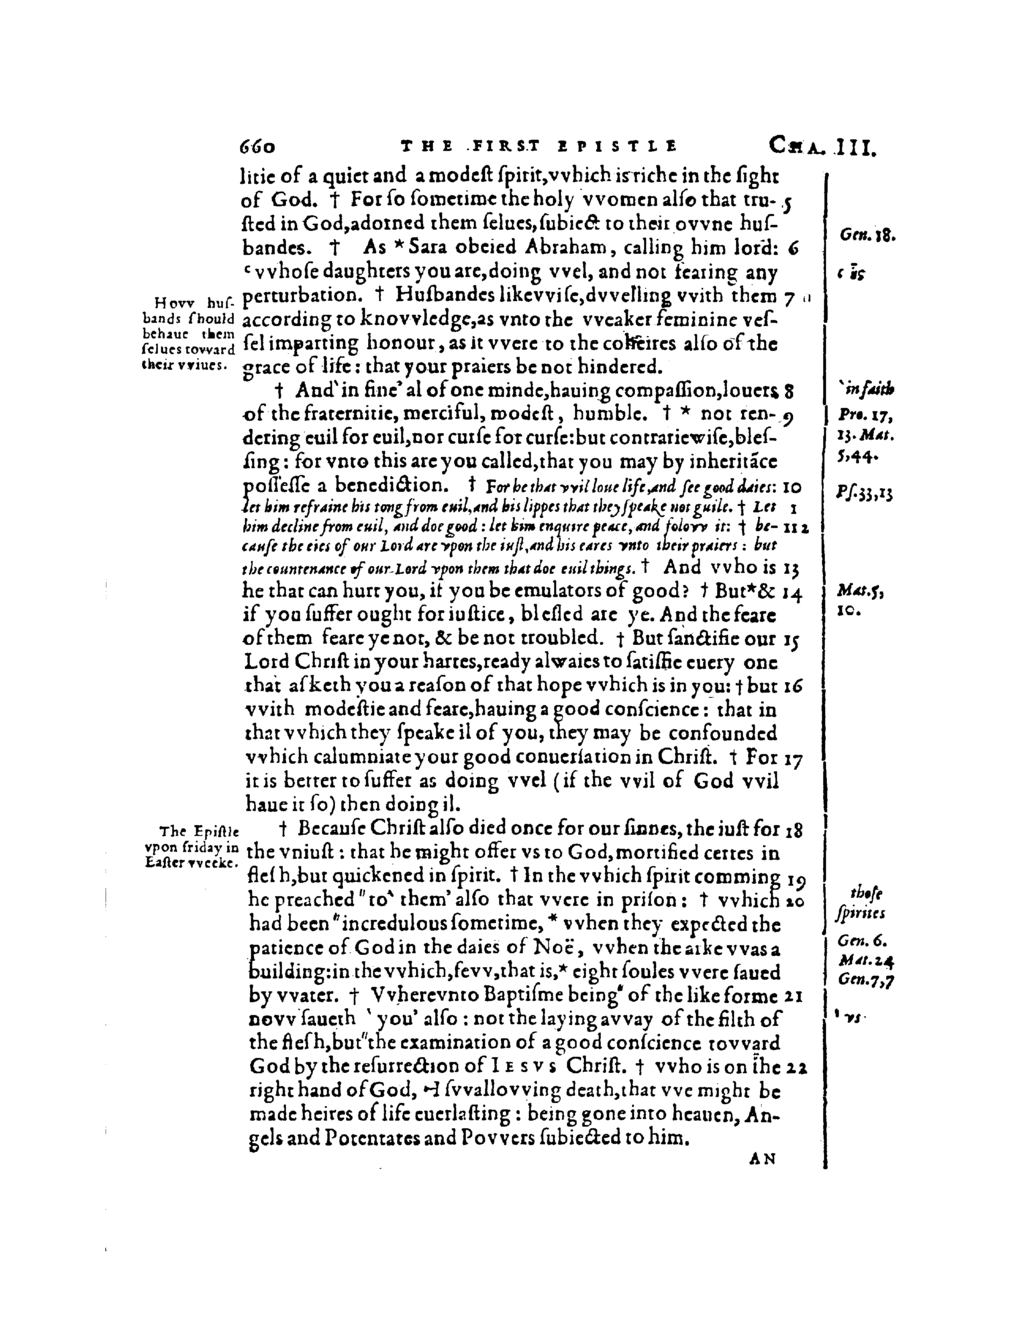 660 THE FIRST EPISTLE CHA. III.
litie of a quiet and a modeſt ſpirit,vvhich is riche in the ſight
of God. † For ſo ſometime the holy vvomen alſo that tru- 5
ſted in God,adorned them ſelues,ſubiect to their ovvne huſ-
bandes. † As * Sara obeied Abraham, calling him lord: 6
Gen. 18.
ᶜ vvhoſe daughters you are,doing vvel, and not fearing any
perturbation. † Huſbandes likevviſe,dvvelling vvith them 7
Hovv huſ-
bands ſhould
behaue them
ſelues tovvard
their vviues.
according to knovvledge,as vnto the vveaker feminine veſ-
ſel imparting honour, as it vvere to the coheires alſo of the
grace of life: that your praiers be not hindered.
† And ‵in fine’ al of one minde,hauing compaſſion,louers 8
‵in faith
of the fraternitie, merciful, modeſt, humble. † * not ren- 9
Pro. 17,
13. Mat.
5,44.
dering euil for euil,nor curſe for curſe:but contrariewiſe,bleſ-
ſing: for vnto this are you called,that you may by inheritāce
poſſeſſe a benediction. † For he that vvil loue life,and ſee good daies: 10
Pſ.33,13
let him refraine his tong from euil,and his lippes that they ſpeake not guile. † Let 1
him decline from euil, and doe good: let him enquire peace, and folovv it: † be- 11 2
cauſe the eies of our Lord are vpon the iuſt,and his eares vnto their praiers: but
the countenance of our Lord vpon them that doe euil things. † And vvho is 13
he that can hurt you, if you be emulators of good? † But*& 14
Mat.5,
10.
if you ſuffer ought for iuſtice, bleſſed are ye. And the feare
of them feare ye not, & be not troubled. † But ſanctifie our 15
Lord Chriſt in your hartes,ready alwaies to ſatiſfie euery one
that aſketh you a reaſon of that hope vvhich is in you: † but 16
vvith modeſtie and feare,hauing a good conſcience: that in
that vvhich they ſpeake il of you, they may be confounded
vvhich calumniate your good conuerſation in Chriſt. † For 17
it is better to ſuffer as doing vvel (if the vvil of God vvil
haue it ſo) then doing il.
The Epiſtle
vpon friday in
Eaſter vveeke.
† Becauſe Chriſt alſo died once for our ſinnes, the iuſt for 18
the vniuſt: that he might offer vs to God,mortified certes in
fleſh,but quickened in ſpirit. † In the vvhich ſpirit comming 19
he preached "to‵ them’ alſo that vvere in priſon: † vvhich 20
thoſe
ſpirites
had been "incredulous ſometime, * vvhen they expected the
patience of God in the daies of Noë, vvhen the arke vvas a
Gen. 6.
Mat. 24
Gen.7,7
building:in the vvhich,fevv,that is,* eight ſoules vvere ſaued
by vvater. † Vvherevnto Baptiſme being" of the like forme 21
novv ſaueth ‵ you’ alſo: not the laying avvay of the filth of
‵ vs
the fleſh,but"the examination of a good conſcience tovvard
God by the reſurrection of IESVS Chriſt. † vvho is on the 22
right hand of God, ⊣ ſvvallovving death,that vve might be
made heires of life euerlaſting: being gone into heauen, An-
gels and Potentates and Povvers ſubiected to him.
AN